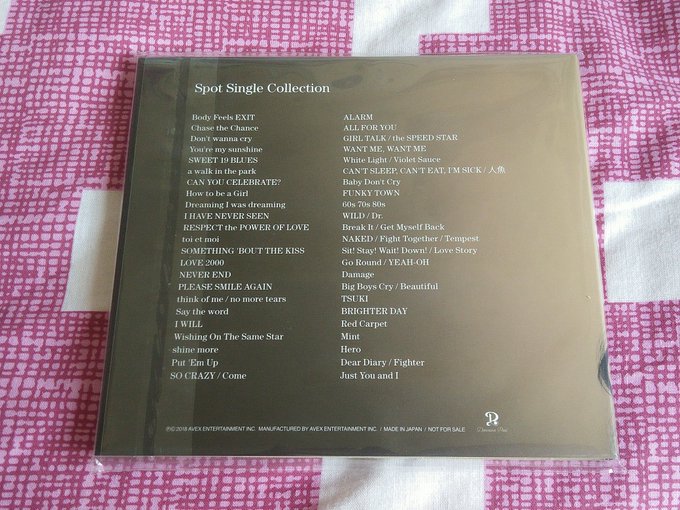 Spot Single Collection
Body Feels EXIT
Chase the Chance
Don't wanna cry
You're my sunshine
SWEET 19 BLUES
a walk in the park
CAN YOU CELEBRATE?
How to be a Girl
Dreaming I was dreaming
I HAVE NEVER SEEN
RESPECT the POWER OF LOVE
toi et moi
SOMETHING 'BOUT THE KISS
LOVE 2000
NEVER END
PLEASE SMILE AGAIN
think of me / no more tears
Say the word
I WILL
Wishing On The Same Star
shine more
Put 'Em Up
SO CRAZY / Come
ALARM
ALL FOR YOU
GIRL TALK / the SPEED STAR
WANT ME, WANT ME
White Light / Violet Sauce
CAN'T SLEEP, CAN'T EAT, I'M SICK / 人魚
Baby Don't Cry
FUNKY TOWN
60s 70s 80s
WILD / Dr.
Break It / Get Myself Back
NAKED / Fight Together / Tempest
Sit! Stay! Wait! Down! / Love Story
Go Round / YEAH-OH
Damage
Big Boys Cry / Beautiful
TSUKI
BRIGHTER DAY
Red Carpet
Mint
Hero
Dear Diary / Fighter
Just You and I
℗© 2018 AVEX ENTERTAINMENT INC. MANUFACTURED BY AVEX ENTERTAINMENT INC. / MADE IN JAPAN / NOT FOR SALE